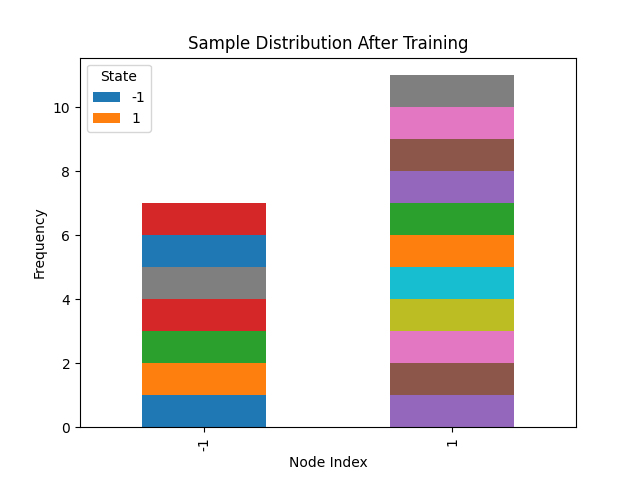 Sample Distribution After Training
State
-1
1
Frequency
10
8
6
4
2
0
-1
1
Node Index